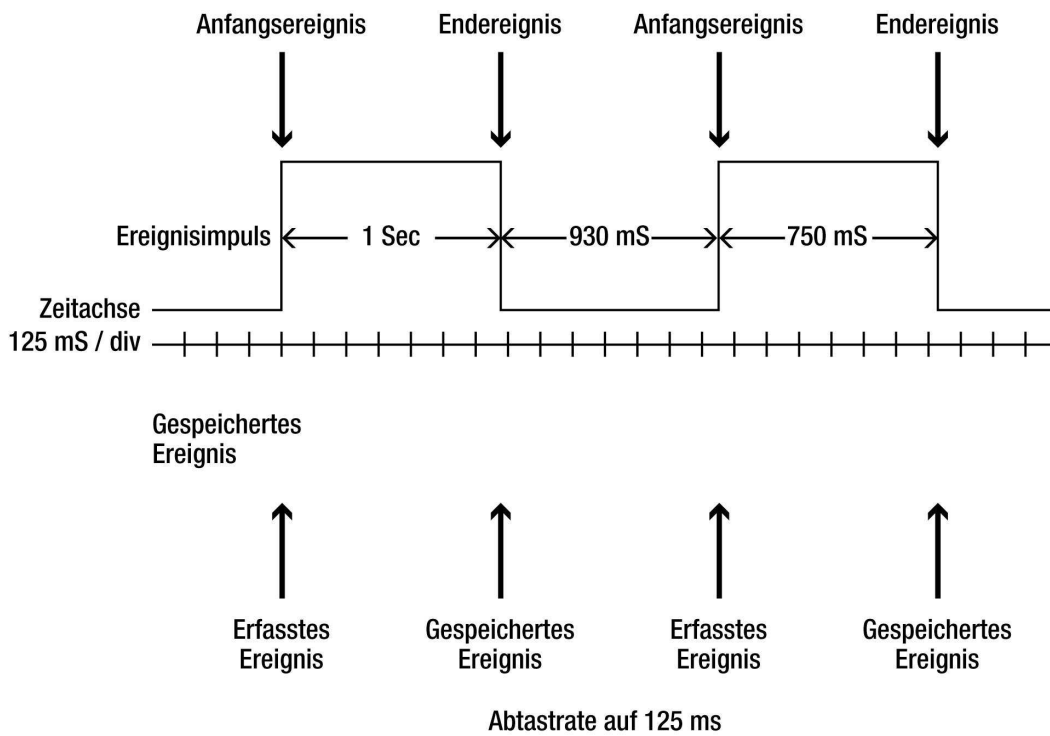 Anfangsereignis Endereignis Anfangsereignis Endereignis
Ereignisimpuls 1 Sec 930 mS 750 mS
Zeitachse
125 mS / div
Gespeichertes
Ereignis
Erfasstes Gespeichertes Erfasstes Gespeichertes
Ereignis Ereignis Ereignis Ereignis
Abtastrate auf 125 ms